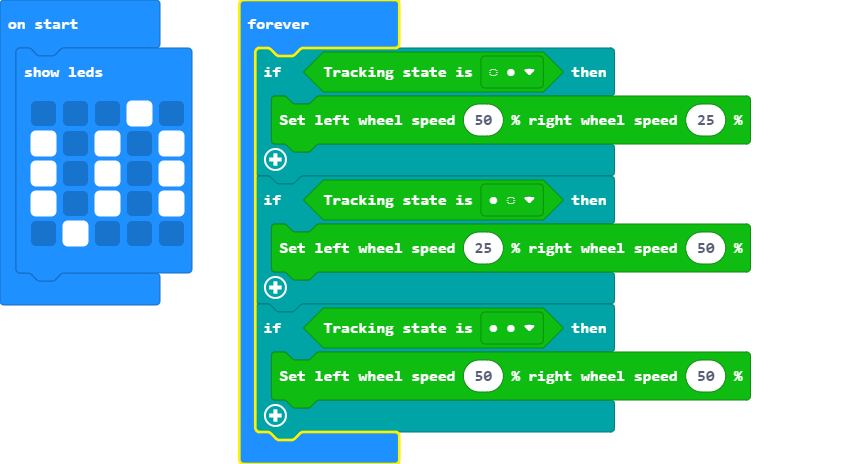 on start
show leds
forever
if Tracking state is ◌ ● then
Set left wheel speed 50 % right wheel speed 25 %
if Tracking state is ● ◌ then
Set left wheel speed 25 % right wheel speed 50 %
if Tracking state is ● ● then
Set left wheel speed 50 % right wheel speed 50 %